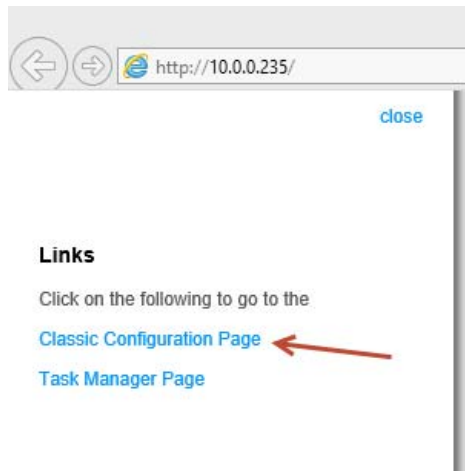 http://10.0.0.235/
close
Links
Click on the following to go to the
Classic Configuration Page
Task Manager Page